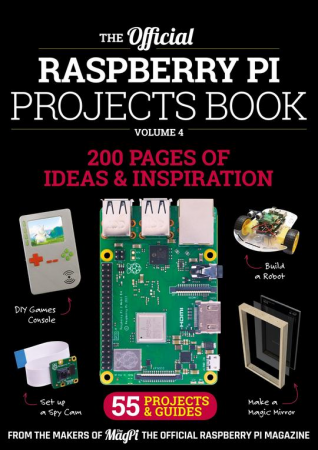 THE Official
RASPBERRY PI
PROJECTS BOOK
VOLUME 4
200 PAGES OF
IDEAS & INSPIRATION
Build
a Robot
DIY Games
Console
HDMI
Set up
a Spy Cam
Make a
Magic Mirror
55 PROJECTS
& GUIDES
FROM THE MAKERS OF The MagPi THE OFFICIAL RASPBERRY PI MAGAZINE